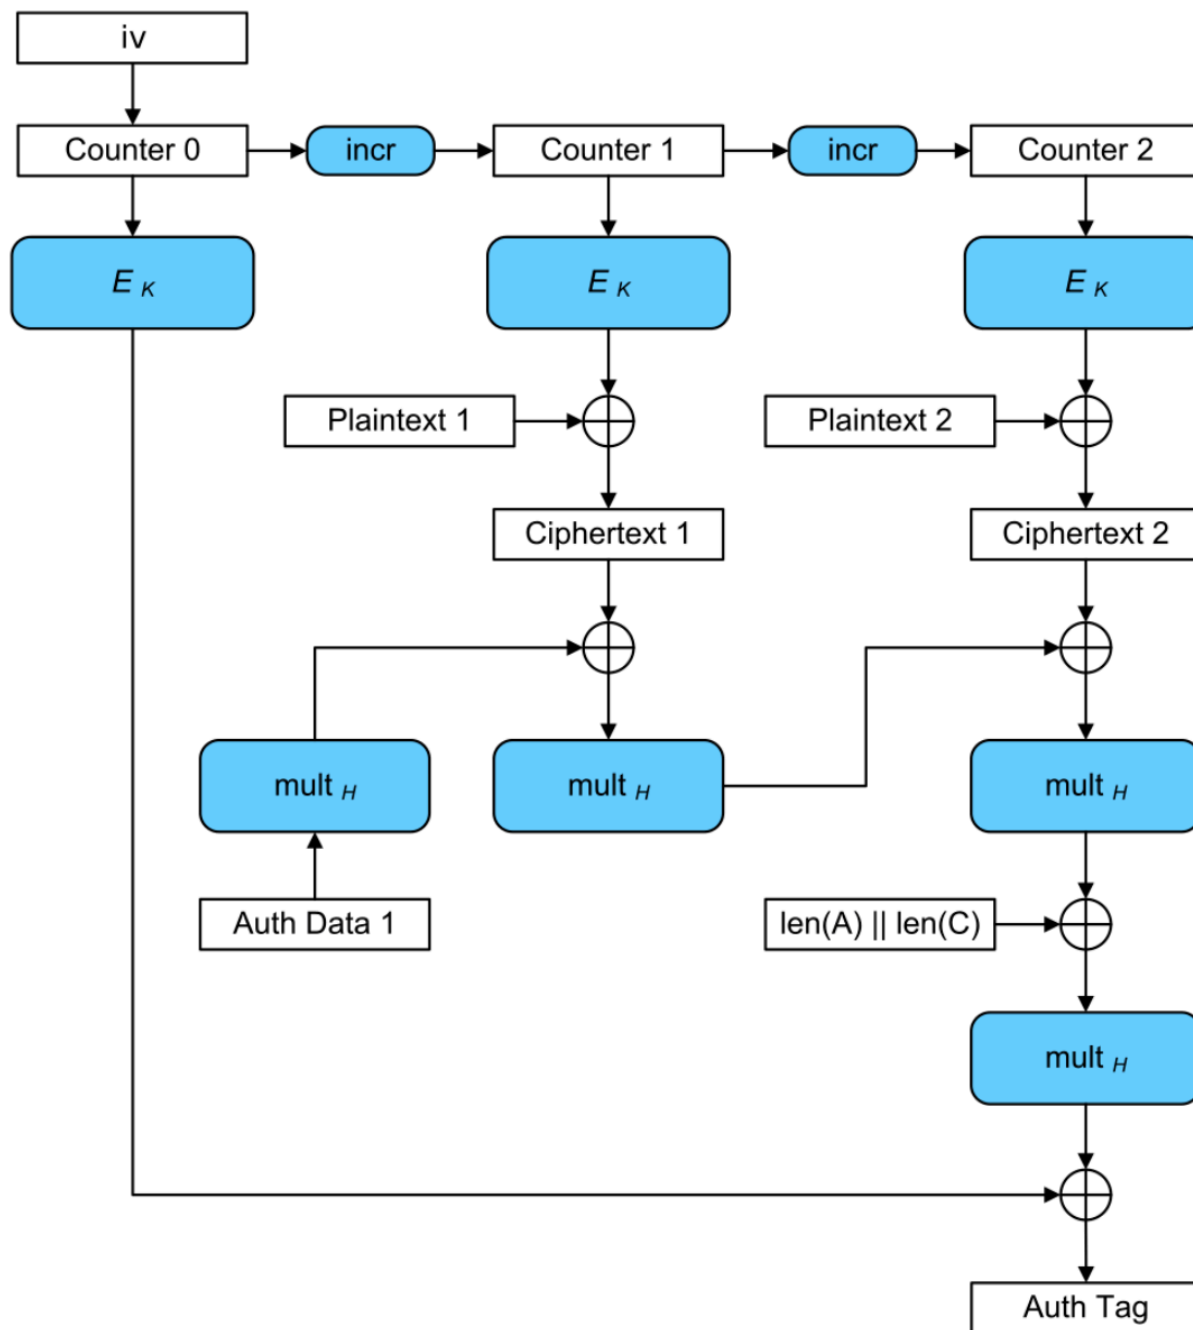 iv
Counter 0
incr
Counter 1
incr
Counter 2
E K
E K
E K
Plaintext 1
Plaintext 2
Ciphertext 1
Ciphertext 2
mult H
mult H
mult H
Auth Data 1
len(A) || len(C)
mult H
Auth Tag